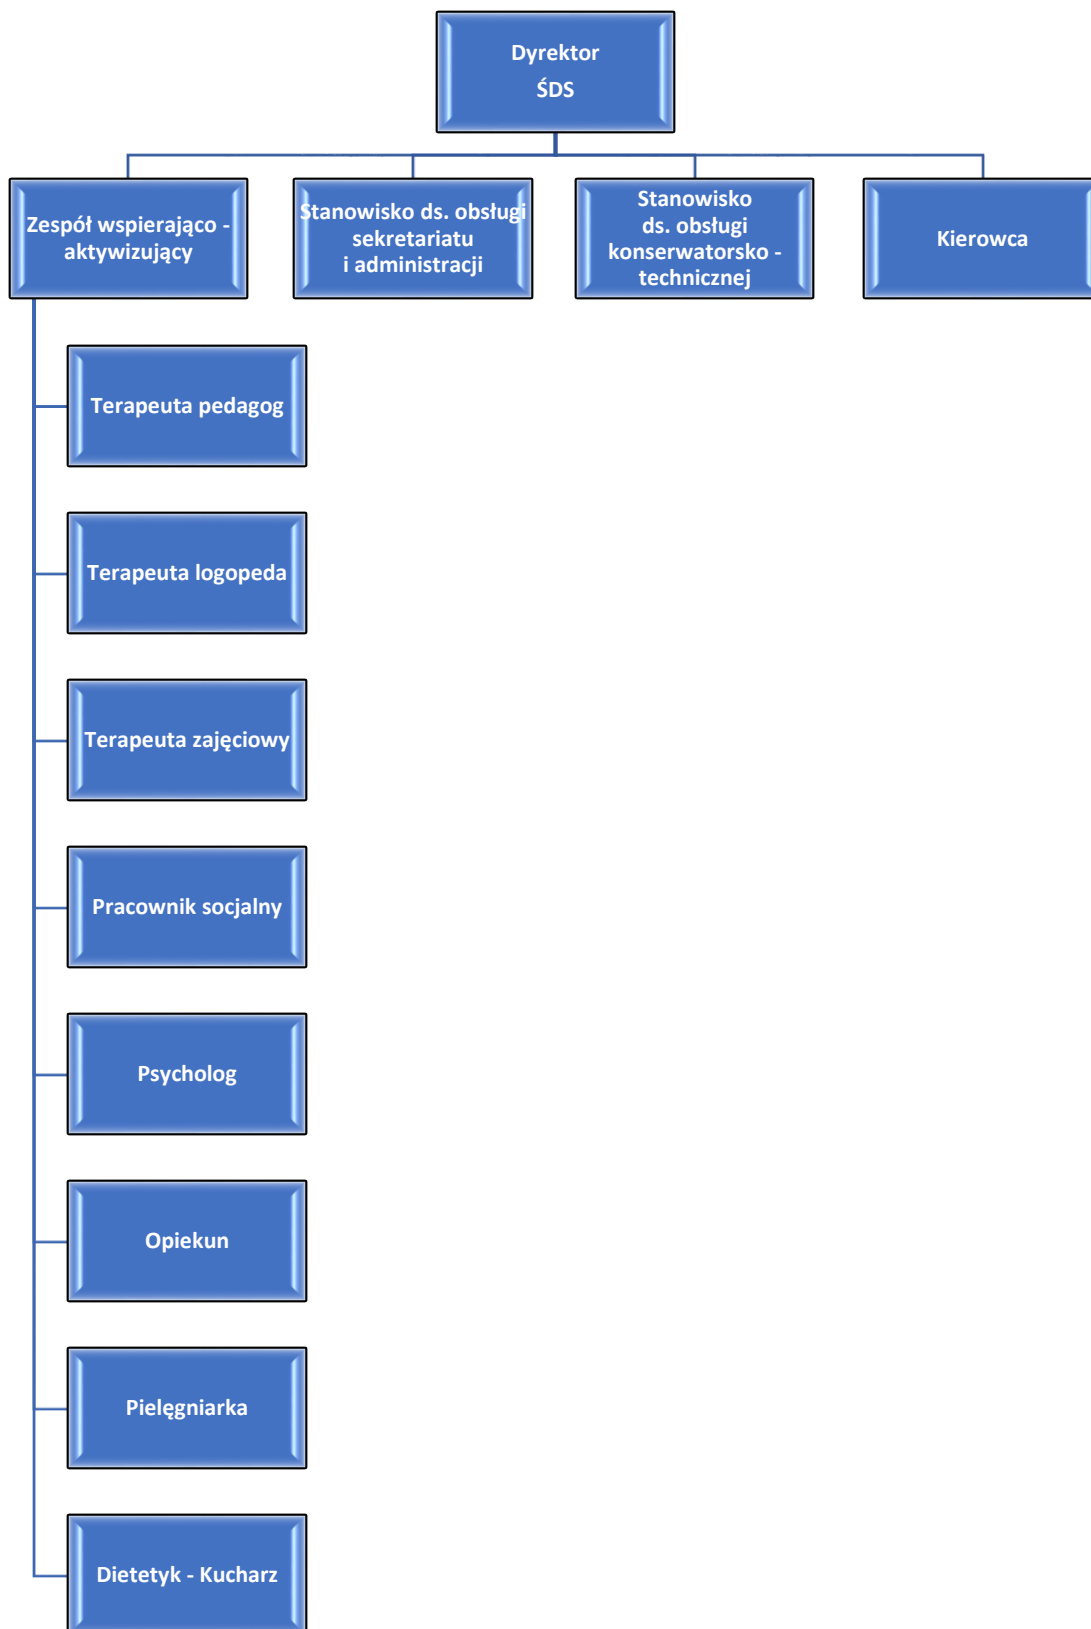 Dyrektor
ŚDS
Zespół wspierająco -
aktywizujący
Stanowisko ds. obsługi
sekretariatu
i administracji
Stanowisko
ds. obsługi
konserwatorsko -
technicznej
Kierowca
Terapeuta pedagog
Terapeuta logopeda
Terapeuta zajęciowy
Pracownik socjalny
Psycholog
Opiekun
Pielęgniarka
Dietetyk - Kucharz